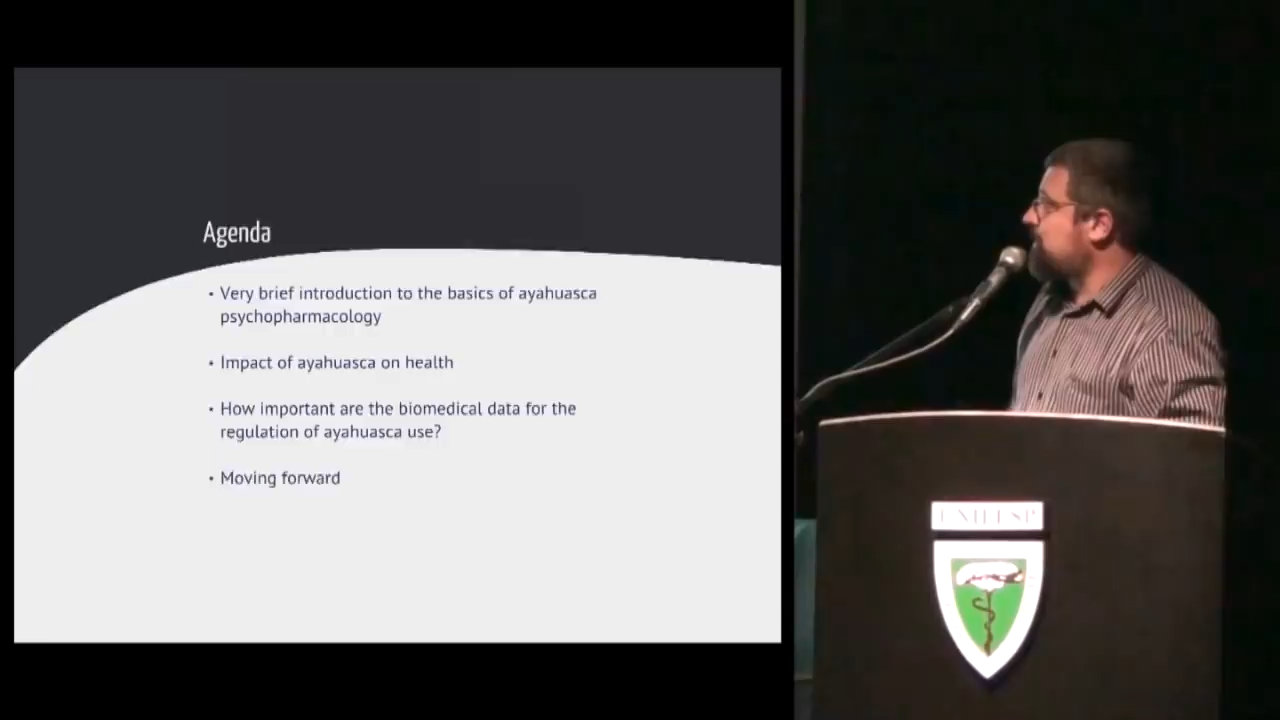 Agenda
• Very brief introduction to the basics of ayahuasca
psychopharmacology
• Impact of ayahuasca on health
• How important are the biomedical data for the
regulation of ayahuasca use?
• Moving forward
UNIFESP